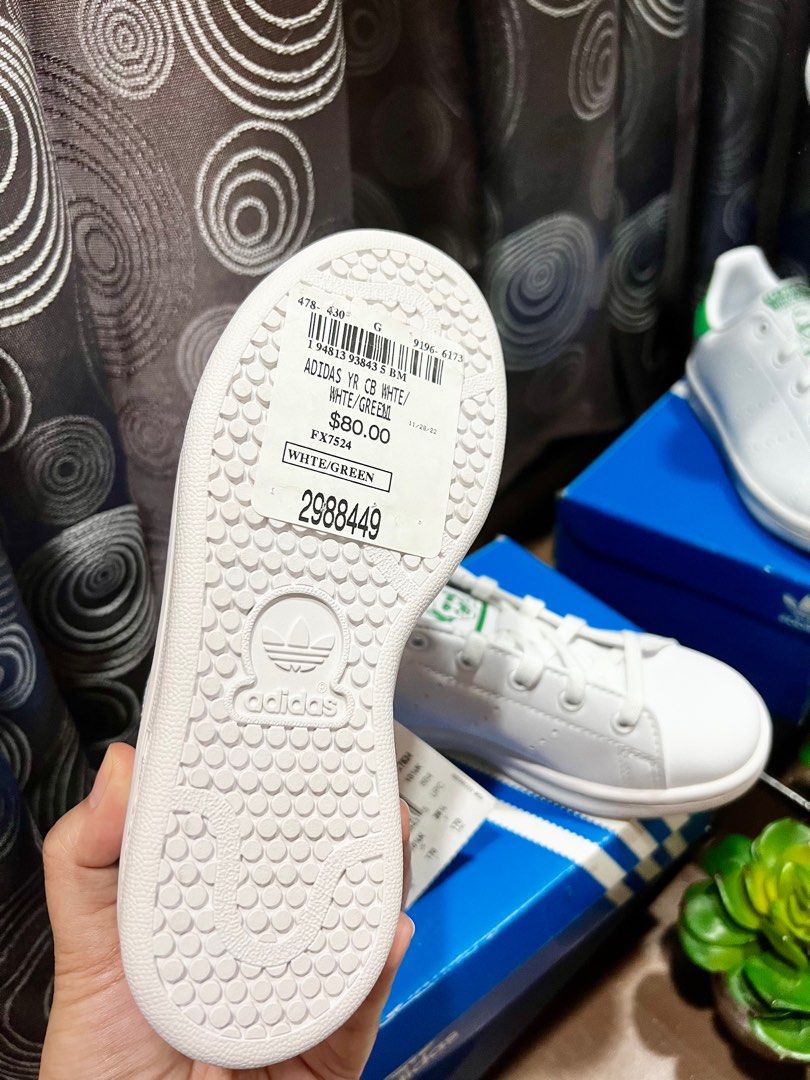 478- 430 G 9196- 6173
1 94813 93843 5 BM
ADIDAS YR CB WHTE/
WHTE/GREEN
$80.00 11/28/22
FX7524
WHTE/GREEN
2988449
adidas